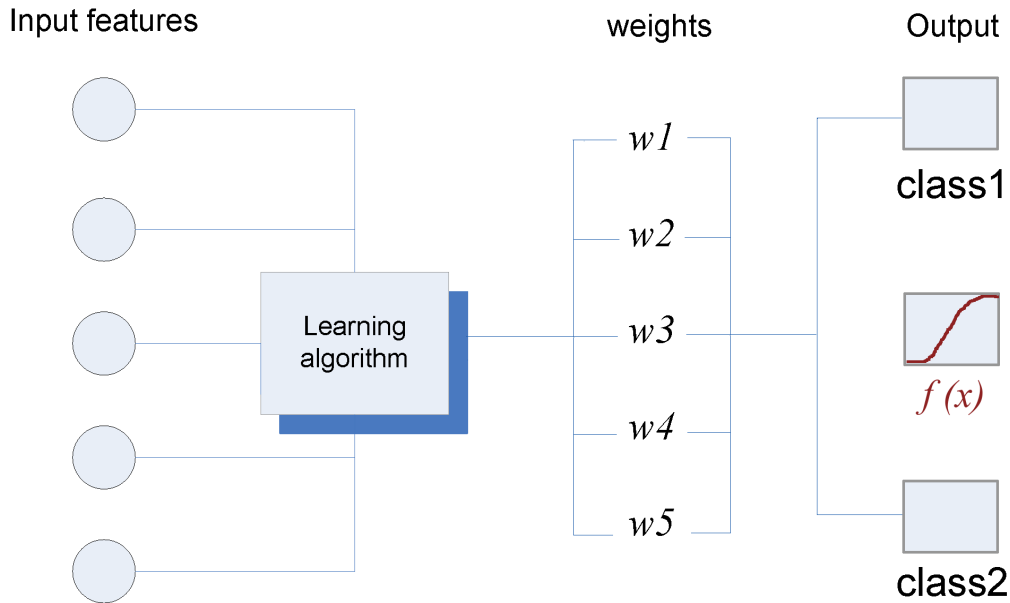 Input features
weights
Output
w1
w2
w3
w4
w5
Learning
algorithm
class1
f (x)
class2